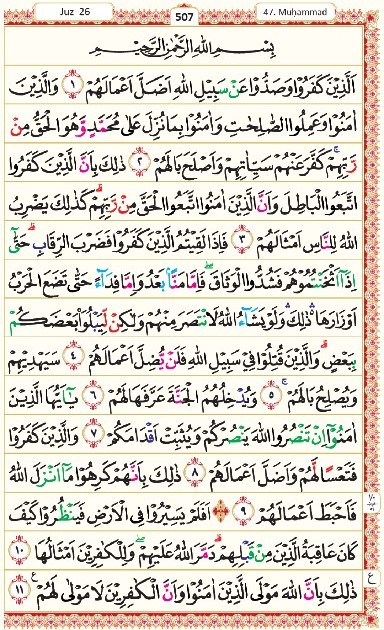 Juz 26
507
47. Muḥammad
بِسْمِ اللّٰهِ الرَّحْمٰنِ الرَّحِيْمِ
اَلَّذِيْنَ كَفَرُوْا وَصَدُّوْا عَنْ سَبِيْلِ اللّٰهِ اَضَلَّ اَعْمَالَهُمْ ۝١ وَالَّذِيْنَ
اٰمَنُوْا وَعَمِلُوا الصّٰلِحٰتِ وَاٰمَنُوْا بِمَا نُزِّلَ عَلٰى مُحَمَّدٍ وَّهُوَ الْحَقُّ مِنْ
رَّبِّهِمْۙ كَفَّرَ عَنْهُمْ سَيِّاٰتِهِمْ وَاَصْلَحَ بَالَهُمْ ۝٢ ذٰلِكَ بِاَنَّ الَّذِيْنَ كَفَرُوا
اتَّبَعُوا الْبَاطِلَ وَاَنَّ الَّذِيْنَ اٰمَنُوا اتَّبَعُوا الْحَقَّ مِنْ رَّبِّهِمْۗ كَذٰلِكَ يَضْرِبُ
اللّٰهُ لِلنَّاسِ اَمْثَالَهُمْ ۝٣ فَاِذَا لَقِيْتُمُ الَّذِيْنَ كَفَرُوْا فَضَرْبَ الرِّقَابِۗ حَتّٰٓى
اِذَآ اَثْخَنْتُمُوْهُمْ فَشُدُّوا الْوَثَاقَۖ فَاِمَّا مَنًّاۢ بَعْدُ وَاِمَّا فِدَاۤءً حَتّٰى تَضَعَ الْحَرْبُ
اَوْزَارَهَا ۛ ذٰلِكَ ۛ وَلَوْ يَشَاۤءُ اللّٰهُ لَانْتَصَرَ مِنْهُمْ وَلٰكِنْ لِّيَبْلُوَا۟ بَعْضَكُمْ
بِبَعْضٍۗ وَالَّذِيْنَ قُتِلُوْا فِيْ سَبِيْلِ اللّٰهِ فَلَنْ يُّضِلَّ اَعْمَالَهُمْ ۝٤ سَيَهْدِيْهِمْ
وَيُصْلِحُ بَالَهُمْۚ ۝٥ وَيُدْخِلُهُمُ الْجَنَّةَ عَرَّفَهَا لَهُمْ ۝٦ يٰٓاَيُّهَا الَّذِيْنَ
اٰمَنُوْٓا اِنْ تَنْصُرُوا اللّٰهَ يَنْصُرْكُمْ وَيُثَبِّتْ اَقْدَامَكُمْ ۝٧ وَالَّذِيْنَ كَفَرُوْا
فَتَعْسًا لَّهُمْ وَاَضَلَّ اَعْمَالَهُمْ ۝٨ ذٰلِكَ بِاَنَّهُمْ كَرِهُوْا مَآ اَنْزَلَ اللّٰهُ
فَاَحْبَطَ اَعْمَالَهُمْ ۝٩ ۞ اَفَلَمْ يَسِيْرُوْا فِى الْاَرْضِ فَيَنْظُرُوْا كَيْفَ
كَانَ عَاقِبَةُ الَّذِيْنَ مِنْ قَبْلِهِمْۗ دَمَّرَ اللّٰهُ عَلَيْهِمْۖ وَلِلْكٰفِرِيْنَ اَمْثَالُهَا ۝١٠
ذٰلِكَ بِاَنَّ اللّٰهَ مَوْلَى الَّذِيْنَ اٰمَنُوْا وَاَنَّ الْكٰفِرِيْنَ لَا مَوْلٰى لَهُمْ ࣖ ۝١١
ع